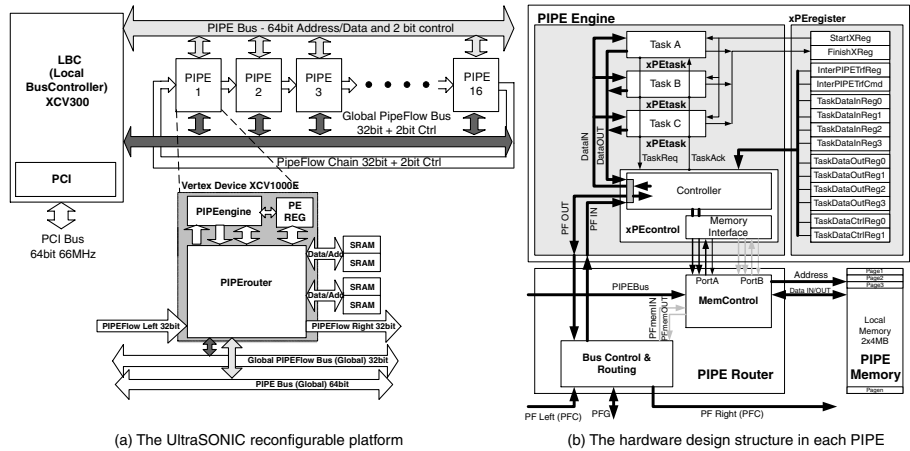 PIPE Bus - 64bit Address/Data and 2 bit control
LBC
(Local
BusController)
XCV300
PIPE
1
PIPE
2
PIPE
3
PIPE
16
Global PipeFlow Bus
32bit + 2bit Ctrl
PipeFlow Chain 32bit + 2bit Ctrl
PCI
PCI Bus
64bit 66MHz
Vertex Device XCV1000E
PIPEengine
PE
REG
PIPErouter
Data/Add
SRAM
SRAM
Data/Add
SRAM
SRAM
PIPEFlow Left 32bit
PIPEFlow Right 32bit
Global PIPEFlow Bus (Global) 32bit
PIPE Bus (Global) 64bit
(a) The UltraSONIC reconfigurable platform
PIPE Engine
xPEregister
Task A
xPEtask
Task B
xPEtask
Task C
xPEtask
DataIN
DataOUT
TaskReq
TaskAck
StartXReg
FinishXReg
InterPIPETrfReg
InterPIPETrfCmd
TaskDataInReg0
TaskDataInReg1
TaskDataInReg2
TaskDataInReg3
TaskDataOutReg0
TaskDataOutReg1
TaskDataOutReg2
TaskDataOutReg3
TaskDataCtrlReg0
TaskDataCtrlReg1
Controller
xPEcontrol
Memory
Interface
PF OUT
PF IN
PIPEBus
PortA
PortB
MemControl
PFmemIN
PFmemOUT
Address
Data IN/OUT
Page1
Page2
Page3
Local
Memory
2x4MB
PIPE
Memory
Pagen
Bus Control &
Routing
PIPE Router
PF Left (PFC)
PFG
PF Right (PFC)
(b) The hardware design structure in each PIPE